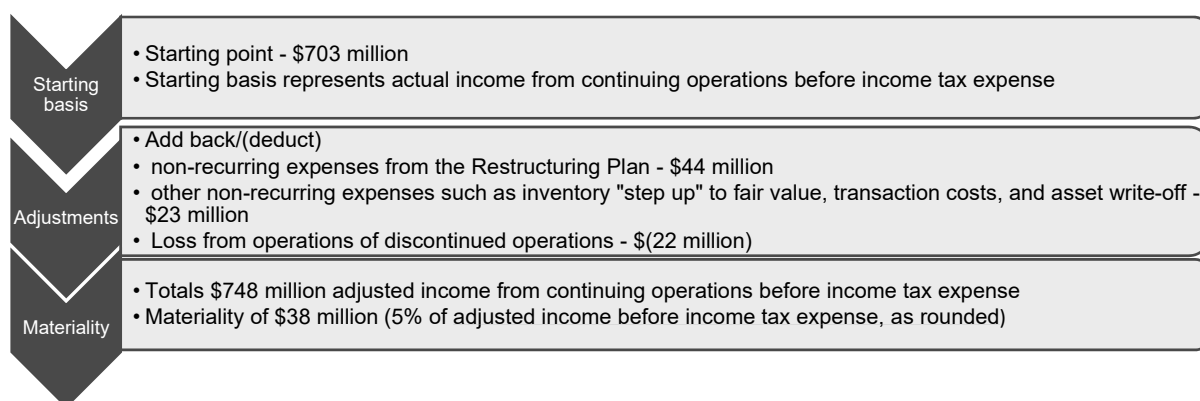 Starting
basis
• Starting point - $703 million
• Starting basis represents actual income from continuing operations before income tax expense
Adjustments
• Add back/(deduct)
• non-recurring expenses from the Restructuring Plan - $44 million
• other non-recurring expenses such as inventory "step up" to fair value, transaction costs, and asset write-off -
$23 million
• Loss from operations of discontinued operations - $(22 million)
Materiality
• Totals $748 million adjusted income from continuing operations before income tax expense
• Materiality of $38 million (5% of adjusted income before income tax expense, as rounded)